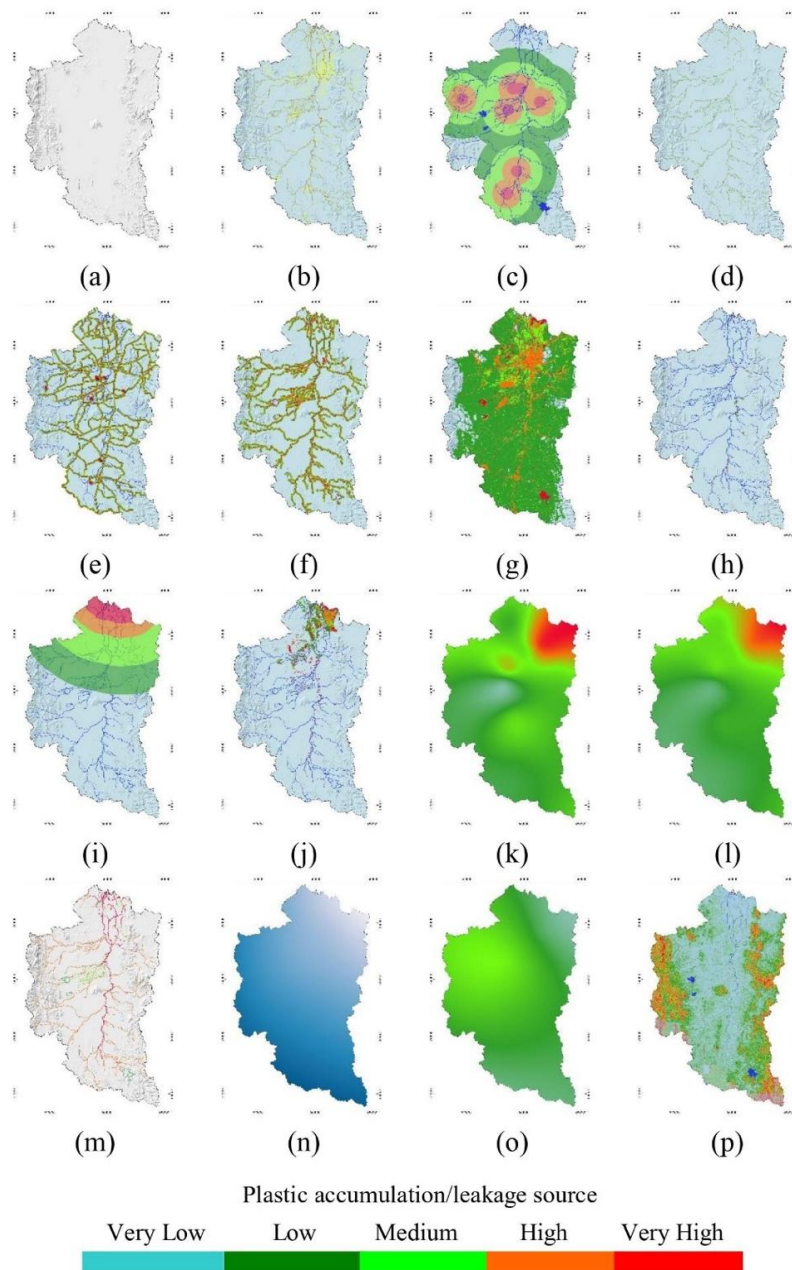 (a) (b) (c) (d)
(e) (f) (g) (h)
(i) (j) (k) (l)
(m) (n) (o) (p)
Plastic accumulation/leakage source
Very Low Low Medium High Very High